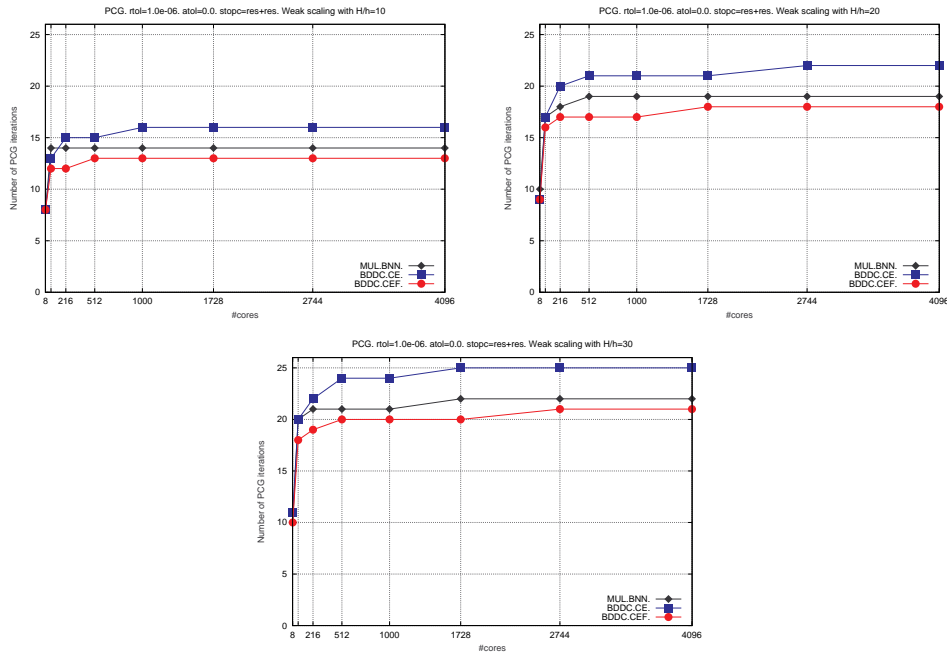 PCG. rtol=1.0e-06. atol=0.0. stopc=res+res. Weak scaling with H/h=10
Number of PCG iterations
25
20
15
10
5
0
MUL.BNN.
BDDC.CE.
BDDC.CEF.
8 216 512 1000 1728 2744 4096
#cores
PCG. rtol=1.0e-06. atol=0.0. stopc=res+res. Weak scaling with H/h=20
Number of PCG iterations
25
20
15
10
5
0
MUL.BNN.
BDDC.CE.
BDDC.CEF.
8 216 512 1000 1728 2744 4096
#cores
PCG. rtol=1.0e-06. atol=0.0. stopc=res+res. Weak scaling with H/h=30
Number of PCG iterations
25
20
15
10
5
0
MUL.BNN.
BDDC.CE.
BDDC.CEF.
8 216 512 1000 1728 2744 4096
#cores